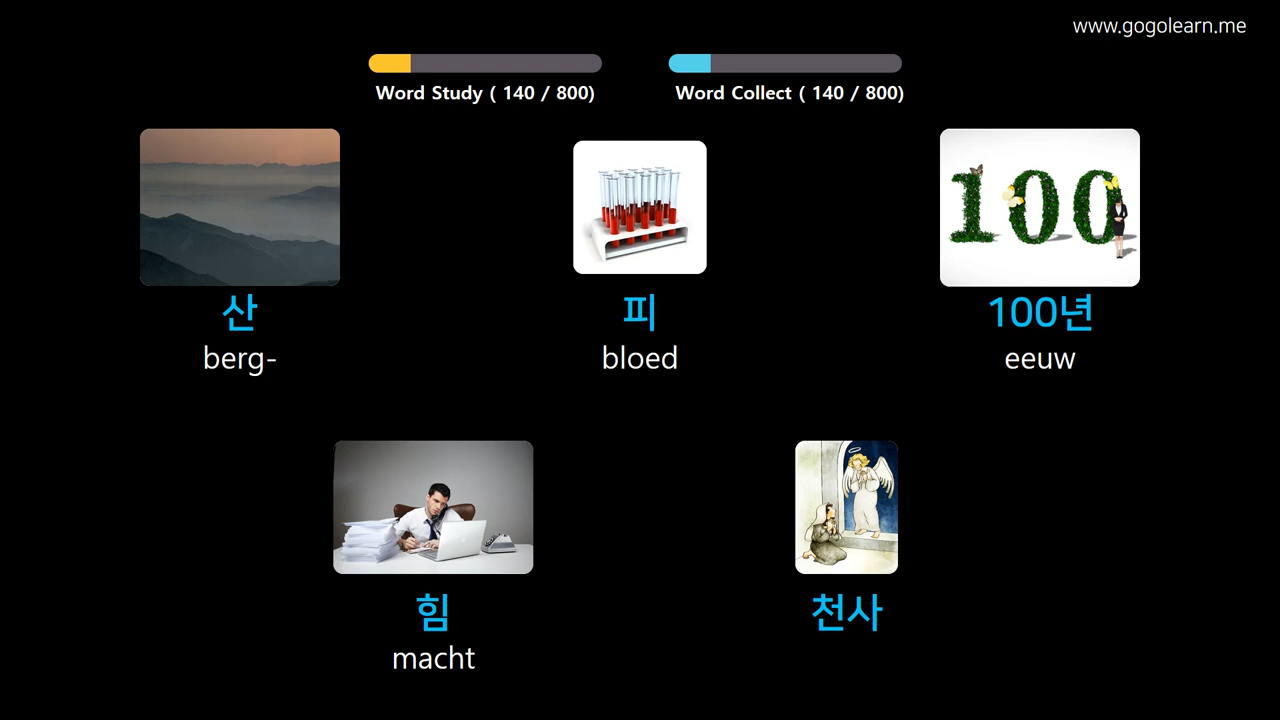 www.gogolearn.me
Word Study ( 140 / 800)
Word Collect ( 140 / 800)
산
berg-
피
bloed
100년
eeuw
힘
macht
천사